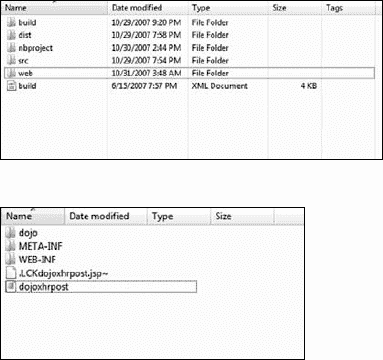 Name Date modified Type Size Tags
build 10/29/2007 9:20 PM File Folder
dist 10/29/2007 7:58 PM File Folder
nbproject 10/30/2007 2:44 PM File Folder
src 10/29/2007 7:54 PM File Folder
web 10/31/2007 3:48 AM File Folder
build 6/15/2007 7:57 PM XML Document 4 KB
Name Date modified Type Size
dojo
META-INF
WEB-INF
.LCKdojoxhrpost.jsp~
dojoxhrpost